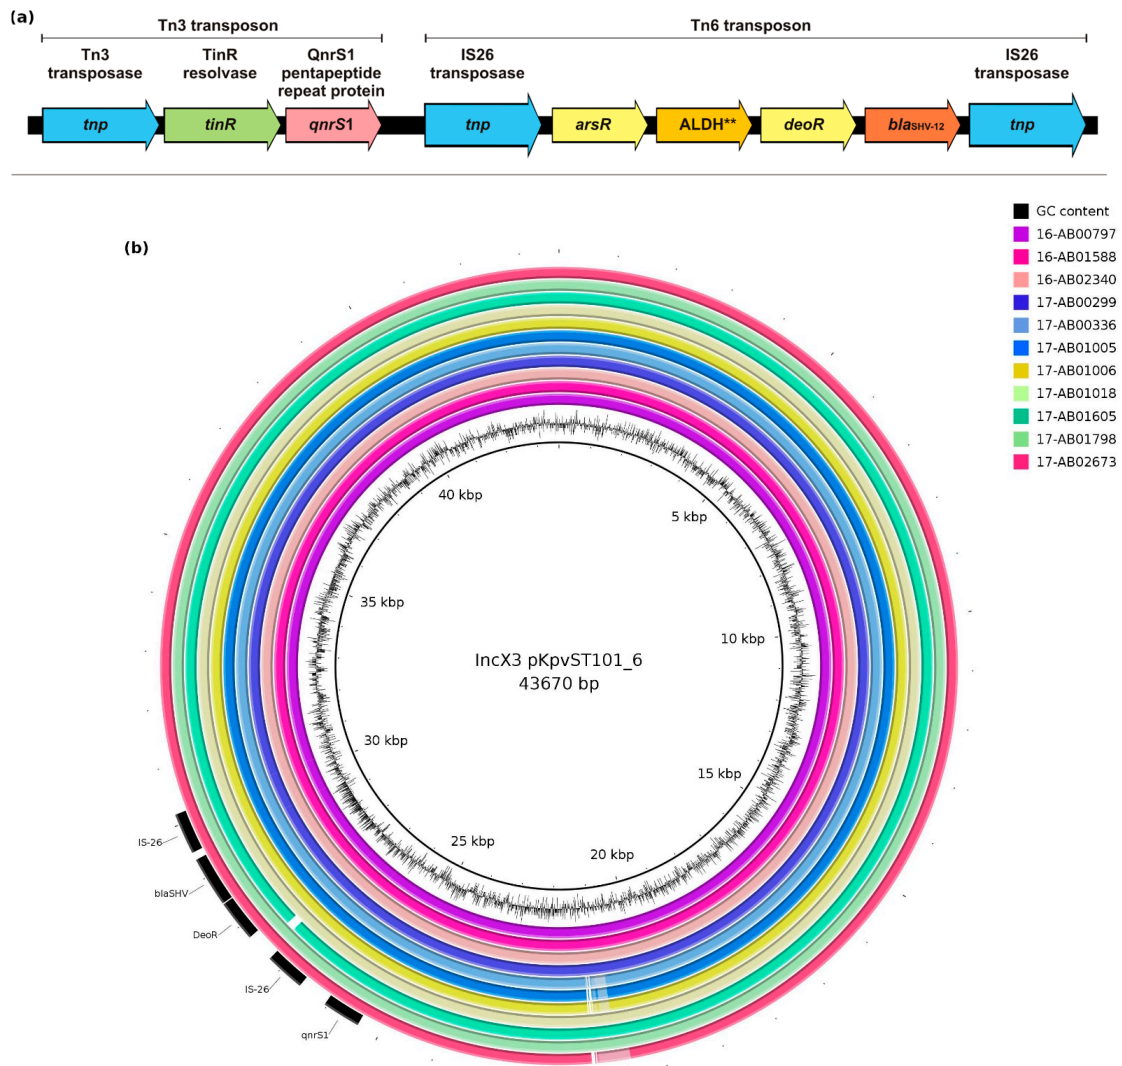 (a)
Tn3 transposon
Tn6 transposon
Tn3
transposase
TinR
resolvase
QnrS1
pentapeptide
repeat protein
IS26
transposase
IS26
transposase
tnp
tinR
qnrS1
tnp
arsR
ALDH**
deoR
blaSHV-12
tnp
(b)
GC content
16-AB00797
16-AB01588
16-AB02340
17-AB00299
17-AB00336
17-AB01005
17-AB01006
17-AB01018
17-AB01605
17-AB01798
17-AB02673
40 kbp
5 kbp
35 kbp
10 kbp
IncX3 pKpvST101_6
43670 bp
30 kbp
15 kbp
25 kbp
20 kbp
IS-26
blaSHV
DeoR
IS-26
qnrS1